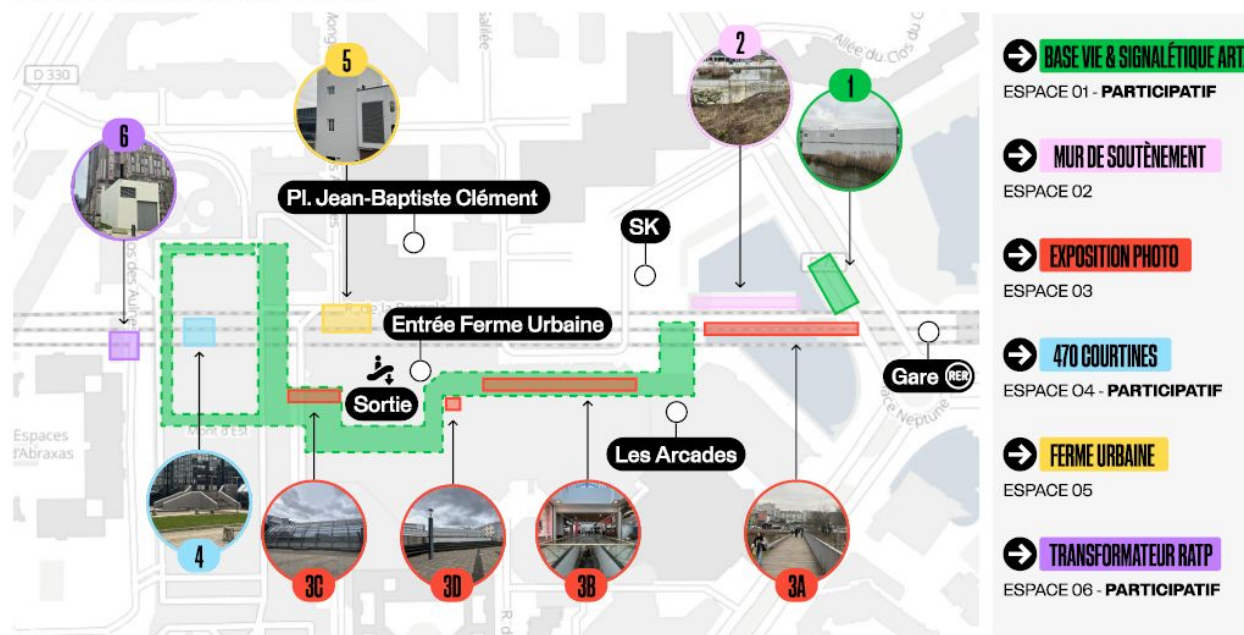 D 330
Allée du Clos du
2
1
5
6
Pl. Jean-Baptiste Clément
SK
Entrée Ferme Urbaine
Sortie
Gare RER
Les Arcades
Mont d'Est
Espaces
d'Abraxas
4
3C
3D
3B
3A
BASE VIE & SIGNALÉTIQUE ART
ESPACE 01 - PARTICIPATIF
MUR DE SOUTÈNEMENT
ESPACE 02
EXPOSITION PHOTO
ESPACE 03
470 COURTINES
ESPACE 04 - PARTICIPATIF
FERME URBAINE
ESPACE 05
TRANSFORMATEUR RATP
ESPACE 06 - PARTICIPATIF